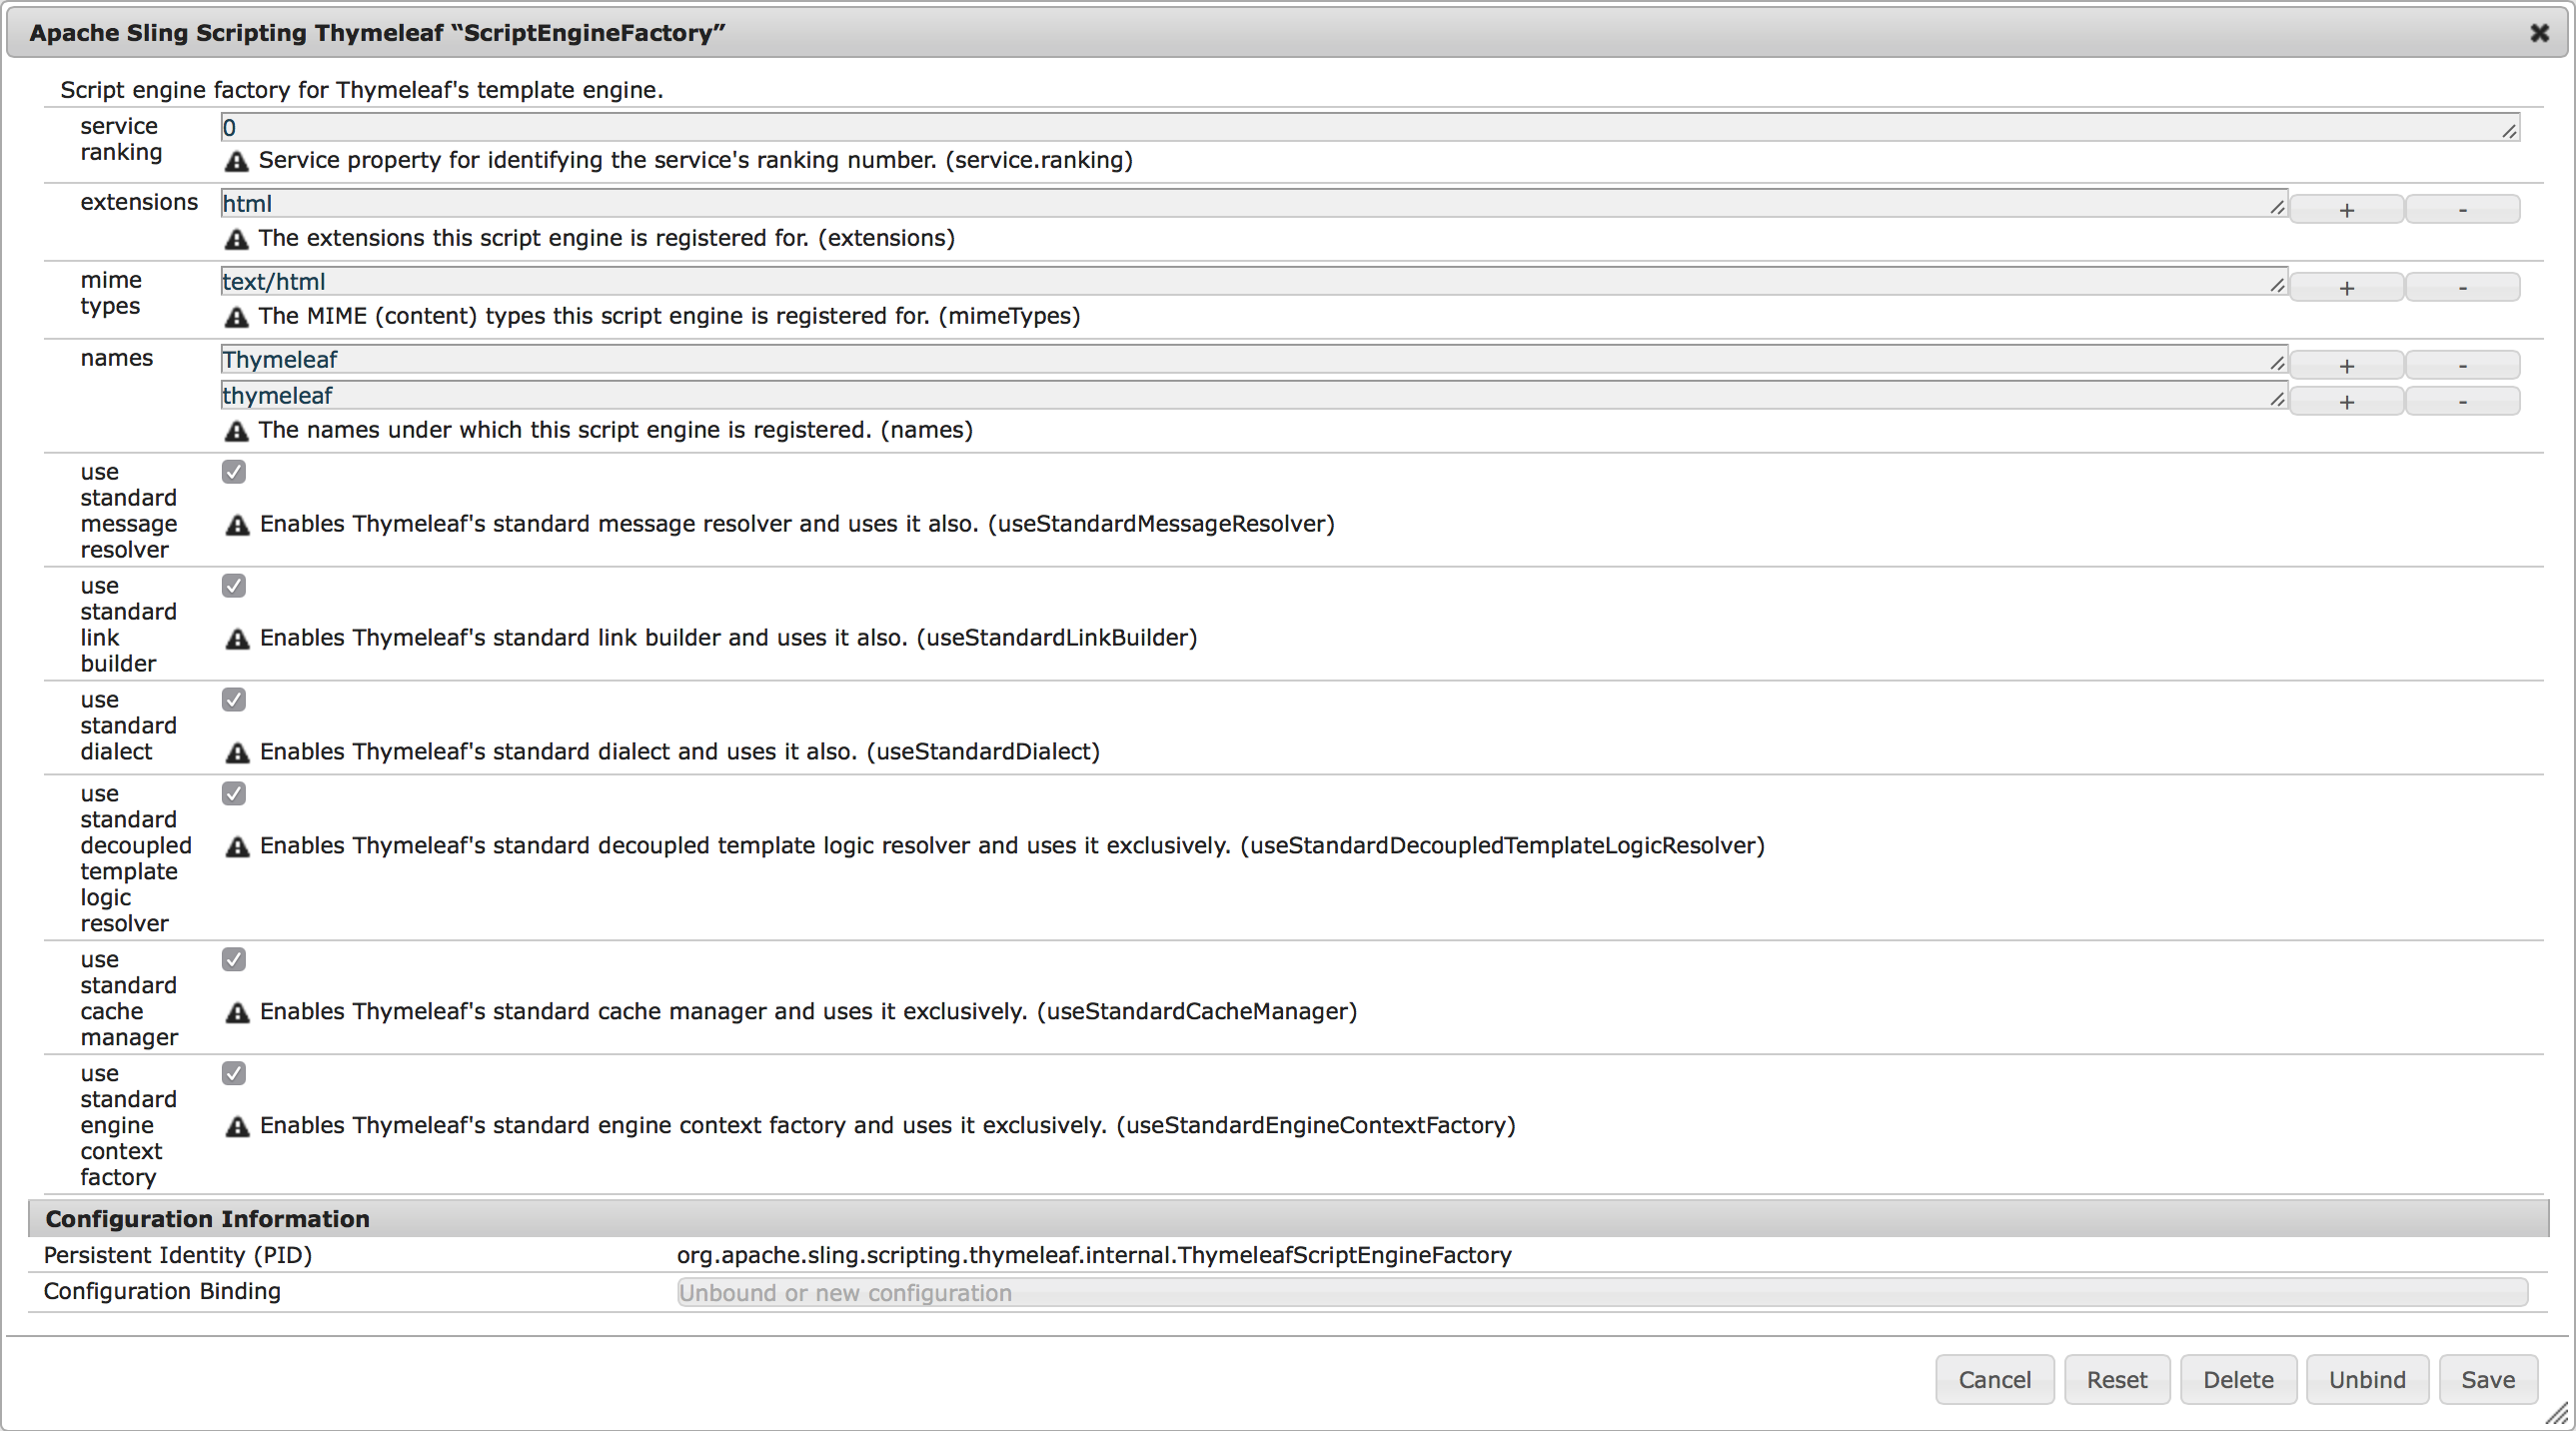 Apache Sling Scripting Thymeleaf “ScriptEngineFactory”
Script engine factory for Thymeleaf's template engine.
service
ranking
0
Service property for identifying the service's ranking number. (service.ranking)
extensions
html
+
-
The extensions this script engine is registered for. (extensions)
mime
types
text/html
+
-
The MIME (content) types this script engine is registered for. (mimeTypes)
names
Thymeleaf
+
-
thymeleaf
+
-
The names under which this script engine is registered. (names)
use
standard
message
resolver
Enables Thymeleaf's standard message resolver and uses it also. (useStandardMessageResolver)
use
standard
link
builder
Enables Thymeleaf's standard link builder and uses it also. (useStandardLinkBuilder)
use
standard
dialect
Enables Thymeleaf's standard dialect and uses it also. (useStandardDialect)
use
standard
decoupled
template
logic
resolver
Enables Thymeleaf's standard decoupled template logic resolver and uses it exclusively. (useStandardDecoupledTemplateLogicResolver)
use
standard
cache
manager
Enables Thymeleaf's standard cache manager and uses it exclusively. (useStandardCacheManager)
use
standard
engine
context
factory
Enables Thymeleaf's standard engine context factory and uses it exclusively. (useStandardEngineContextFactory)
Configuration Information
Persistent Identity (PID) org.apache.sling.scripting.thymeleaf.internal.ThymeleafScriptEngineFactory
Configuration Binding Unbound or new configuration
Cancel Reset Delete Unbind Save